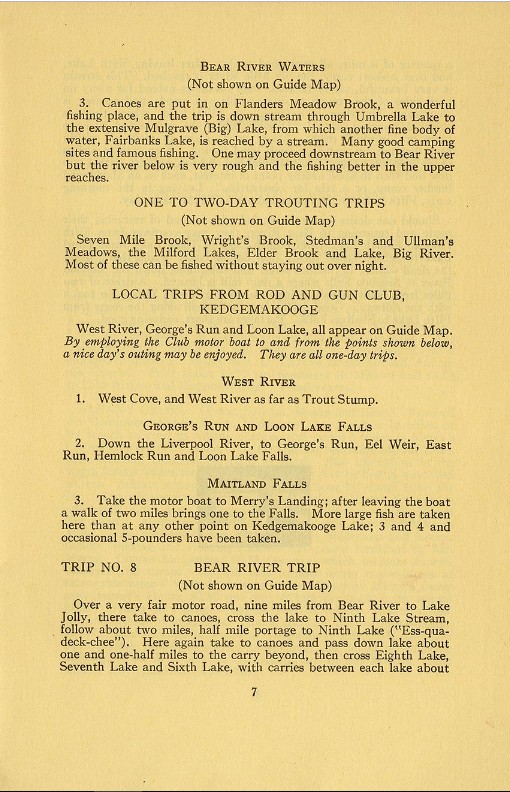 BEAR RIVER WATERS
(Not shown on Guide Map)
3. Canoes are put in on Flanders Meadow Brook, a wonderful
fishing place, and the trip is down stream through Umbrella Lake to
the extensive Mulgrave (Big) Lake, from which another fine body of
water, Fairbanks Lake, is reached by a stream. Many good camping
sites and famous fishing. One may proceed downstream to Bear River
but the river below is very rough and the fishing better in the upper
reaches.
ONE TO TWO-DAY TROUTING TRIPS
(Not shown on Guide Map)
Seven Mile Brook, Wright's Brook, Stedman's and Ullman's
Meadows, the Milford Lakes, Elder Brook and Lake, Big River.
Most of these can be fished without staying out over night.
LOCAL TRIPS FROM ROD AND GUN CLUB,
KEDGEMAKOOGE
West River, George's Run and Loon Lake, all appear on Guide Map.
By employing the Club motor boat to and from the points shown below,
a nice day's outing may be enjoyed. They are all one-day trips.
WEST RIVER
1. West Cove, and West River as far as Trout Stump.
GEORGE'S RUN AND LOON LAKE FALLS
2. Down the Liverpool River, to George's Run, Eel Weir, East
Run, Hemlock Run and Loon Lake Falls.
MAITLAND FALLS
3. Take the motor boat to Merry's Landing; after leaving the boat
a walk of two miles brings one to the Falls. More large fish are taken
here than at any other point on Kedgemakooge Lake; 3 and 4 and
occasional 5-pounders have been taken.
TRIP NO. 8 BEAR RIVER TRIP
(Not shown on Guide Map)
Over a very fair motor road, nine miles from Bear River to Lake
Jolly, there take to canoes, cross the lake to Ninth Lake Stream,
follow about two miles, half mile portage to Ninth Lake ("Ess-qua-
deck-chee"). Here again take to canoes and pass down lake about
one and one-half miles to the carry beyond, then cross Eighth Lake,
Seventh Lake and Sixth Lake, with carries between each lake about
7